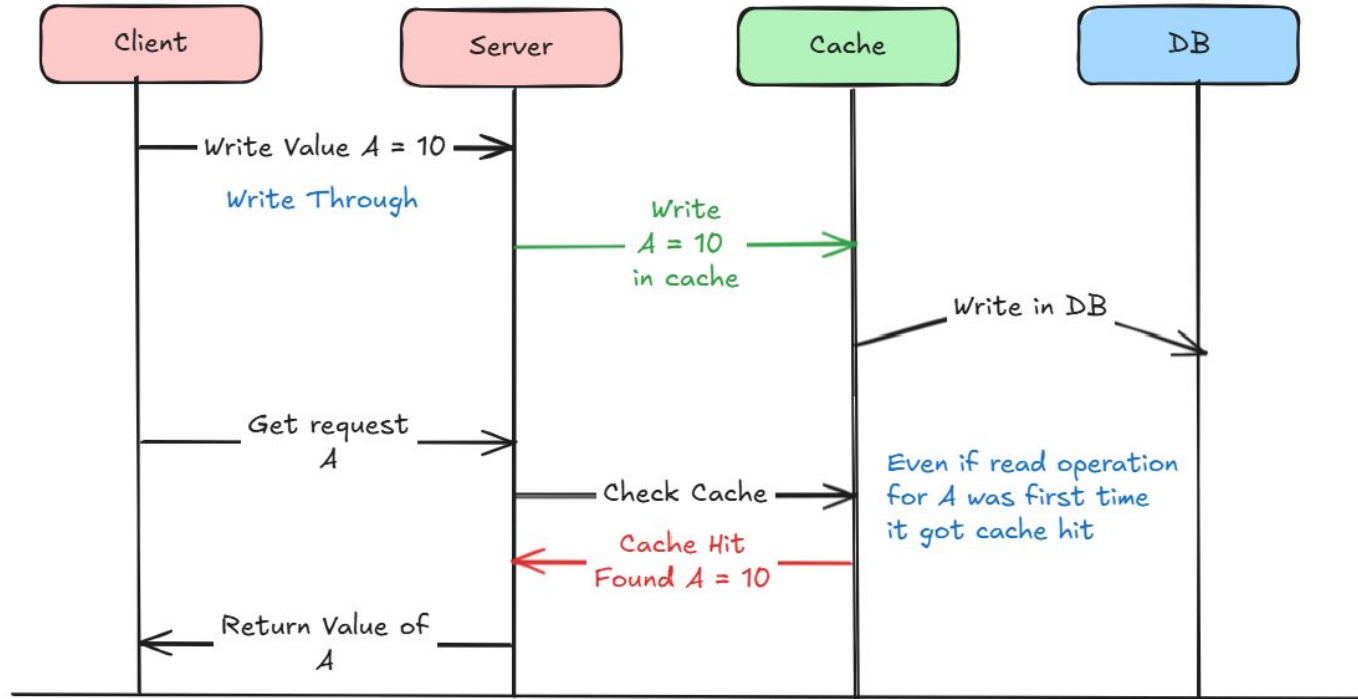 Client
Server
Cache
DB
Write Value A = 10
Write Through
Write
A = 10
in cache
Write in DB
Get request
A
Check Cache
Even if read operation
for A was first time
it got cache hit
Cache Hit
Found A = 10
Return Value of
A